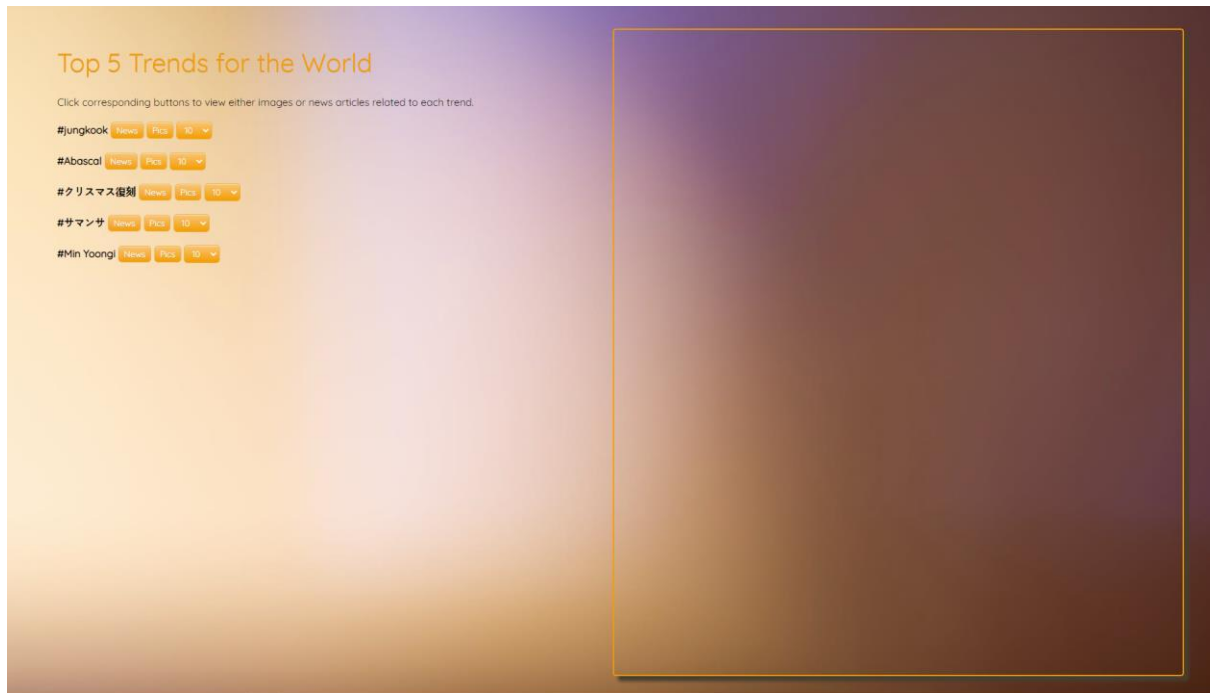 Top 5 Trends for the World
Click corresponding buttons to view either images or news articles related to each trend.
#jungkook News Pics 10
#Abascal News Pics 10
#クリスマス復刻 News Pics 10
#サマンサ News Pics 10
#Min Yoongi News Pics 10